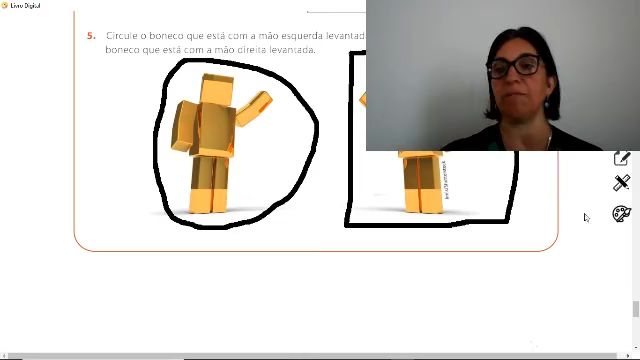 Livro Digital
5. Circule o boneco que está com a mão esquerda levantad
boneco que está com a mão direita levantada.